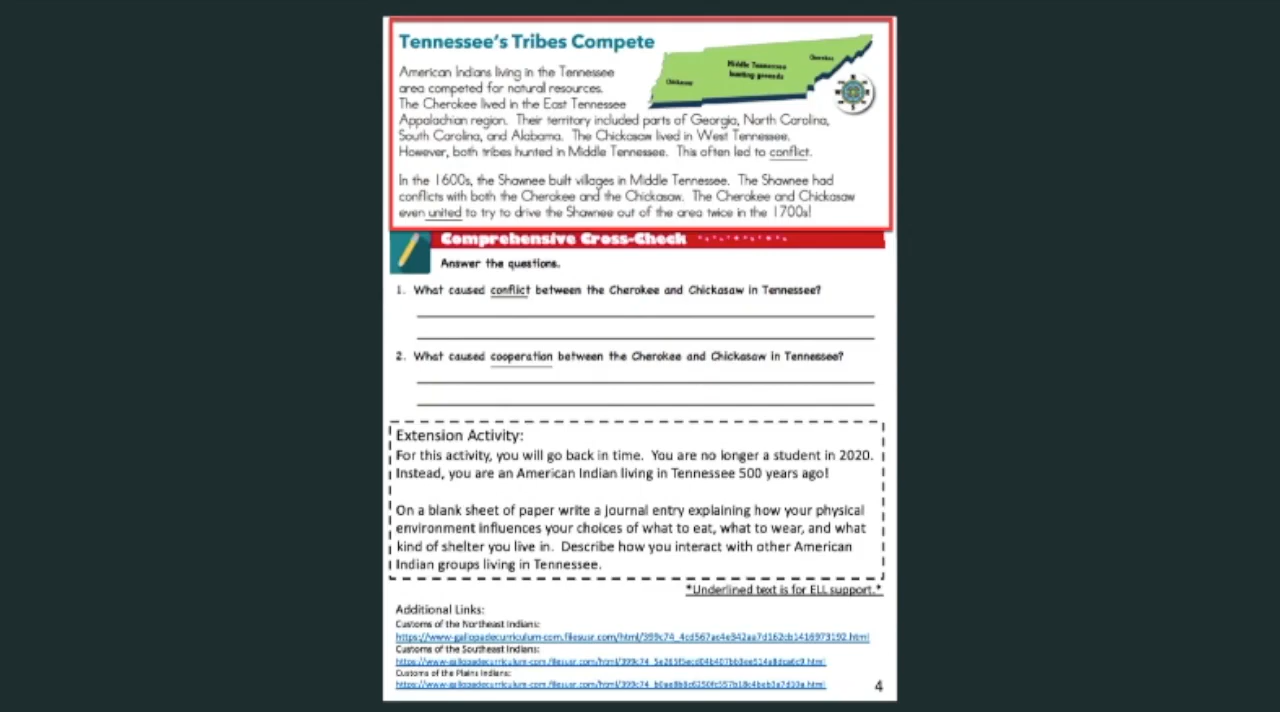 Tennessee's Tribes Compete
Chickasaw
Middle Tennessee
hunting grounds
Cherokee
American Indians living in the Tennessee
area competed for natural resources.
The Cherokee lived in the East Tennessee
Appalachian region. Their territory included parts of Georgia, North Carolina,
South Carolina, and Alabama. The Chickasaw lived in West Tennessee.
However, both tribes hunted in Middle Tennessee. This often led to conflict.
In the 1600s, the Shawnee built villages in Middle Tennessee. The Shawnee had
conflicts with both the Cherokee and the Chickasaw. The Cherokee and Chickasaw
even united to try to drive the Shawnee out of the area twice in the 1700s!
Comprehensive Cross-Check
Answer the questions.
1. What caused conflict between the Cherokee and Chickasaw in Tennessee?
2. What caused cooperation between the Cherokee and Chickasaw in Tennessee?
Extension Activity:
For this activity, you will go back in time. You are no longer a student in 2020.
Instead, you are an American Indian living in Tennessee 500 years ago!
On a blank sheet of paper write a journal entry explaining how your physical
environment influences your choices of what to eat, what to wear, and what
kind of shelter you live in. Describe how you interact with other American
Indian groups living in Tennessee.
*Underlined text is for ELL support.*
Additional Links:
Customs of the Northeast Indians:
Customs of the Southeast Indians:
Customs of the Plains Indians:
4